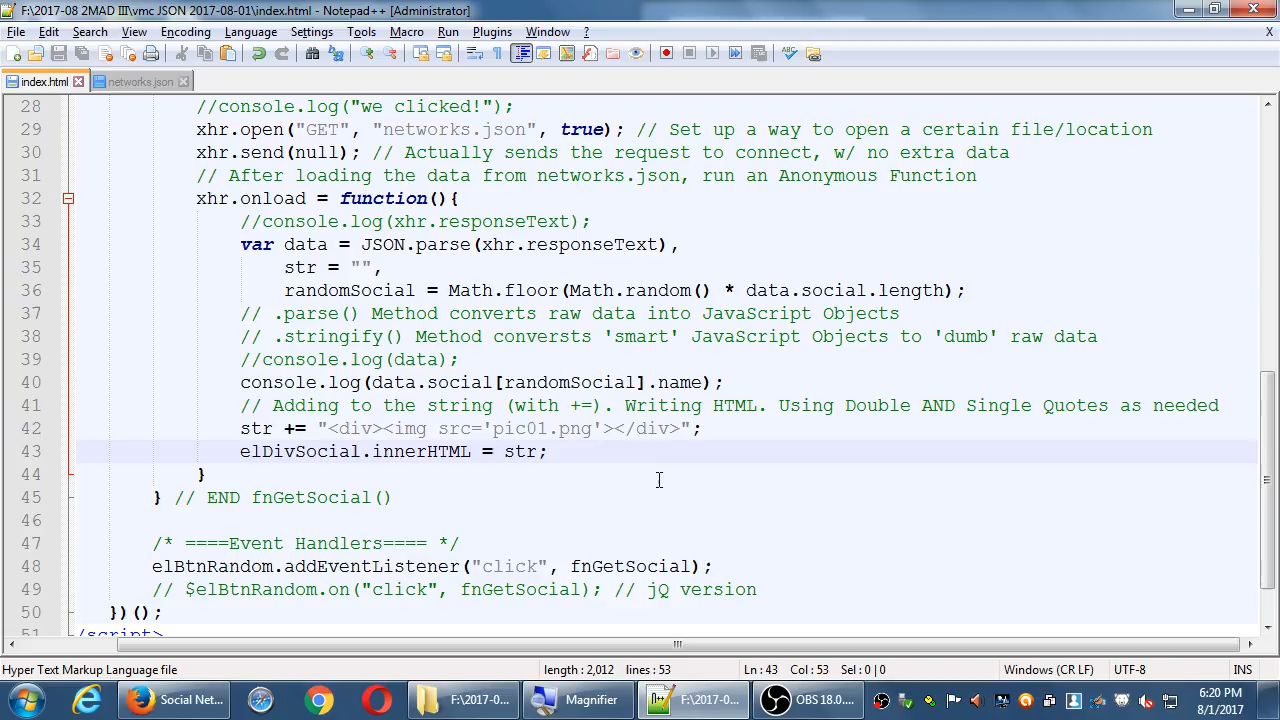 F:\2017-08 2MAD III\vmc JSON 2017-08-01\index.html - Notepad++ [Administrator]
File Edit Search View Encoding Language Settings Tools Macro Run Plugins Window ? X
index.html networks.json
28 //console.log("we clicked!");
29 xhr.open("GET", "networks.json", true); // Set up a way to open a certain file/location
30 xhr.send(null); // Actually sends the request to connect, w/ no extra data
31 // After loading the data from networks.json, run an Anonymous Function
32 xhr.onload = function(){
33 //console.log(xhr.responseText);
34 var data = JSON.parse(xhr.responseText),
35 str = "",
36 randomSocial = Math.floor(Math.random() * data.social.length);
37 // .parse() Method converts raw data into JavaScript Objects
38 // .stringify() Method conversts 'smart' JavaScript Objects to 'dumb' raw data
39 //console.log(data);
40 console.log(data.social[randomSocial].name);
41 // Adding to the string (with +=). Writing HTML. Using Double AND Single Quotes as needed
42 str += "<div><img src='pic01.png'></div>";
43 elDivSocial.innerHTML = str;
44 }
45 } // END fnGetSocial()
46
47 /* ====Event Handlers==== */
48 elBtnRandom.addEventListener("click", fnGetSocial);
49 // $elBtnRandom.on("click", fnGetSocial); // jQ version
50 })();
51 /script>
Hyper Text Markup Language file length : 2,012 lines : 53 Ln : 43 Col : 53 Sel : 0 | 0 Windows (CR LF) UTF-8 INS
Social Net... F:\2017-0... Magnifier F:\2017-0... OBS 18.0.... 6:20 PM
8/1/2017